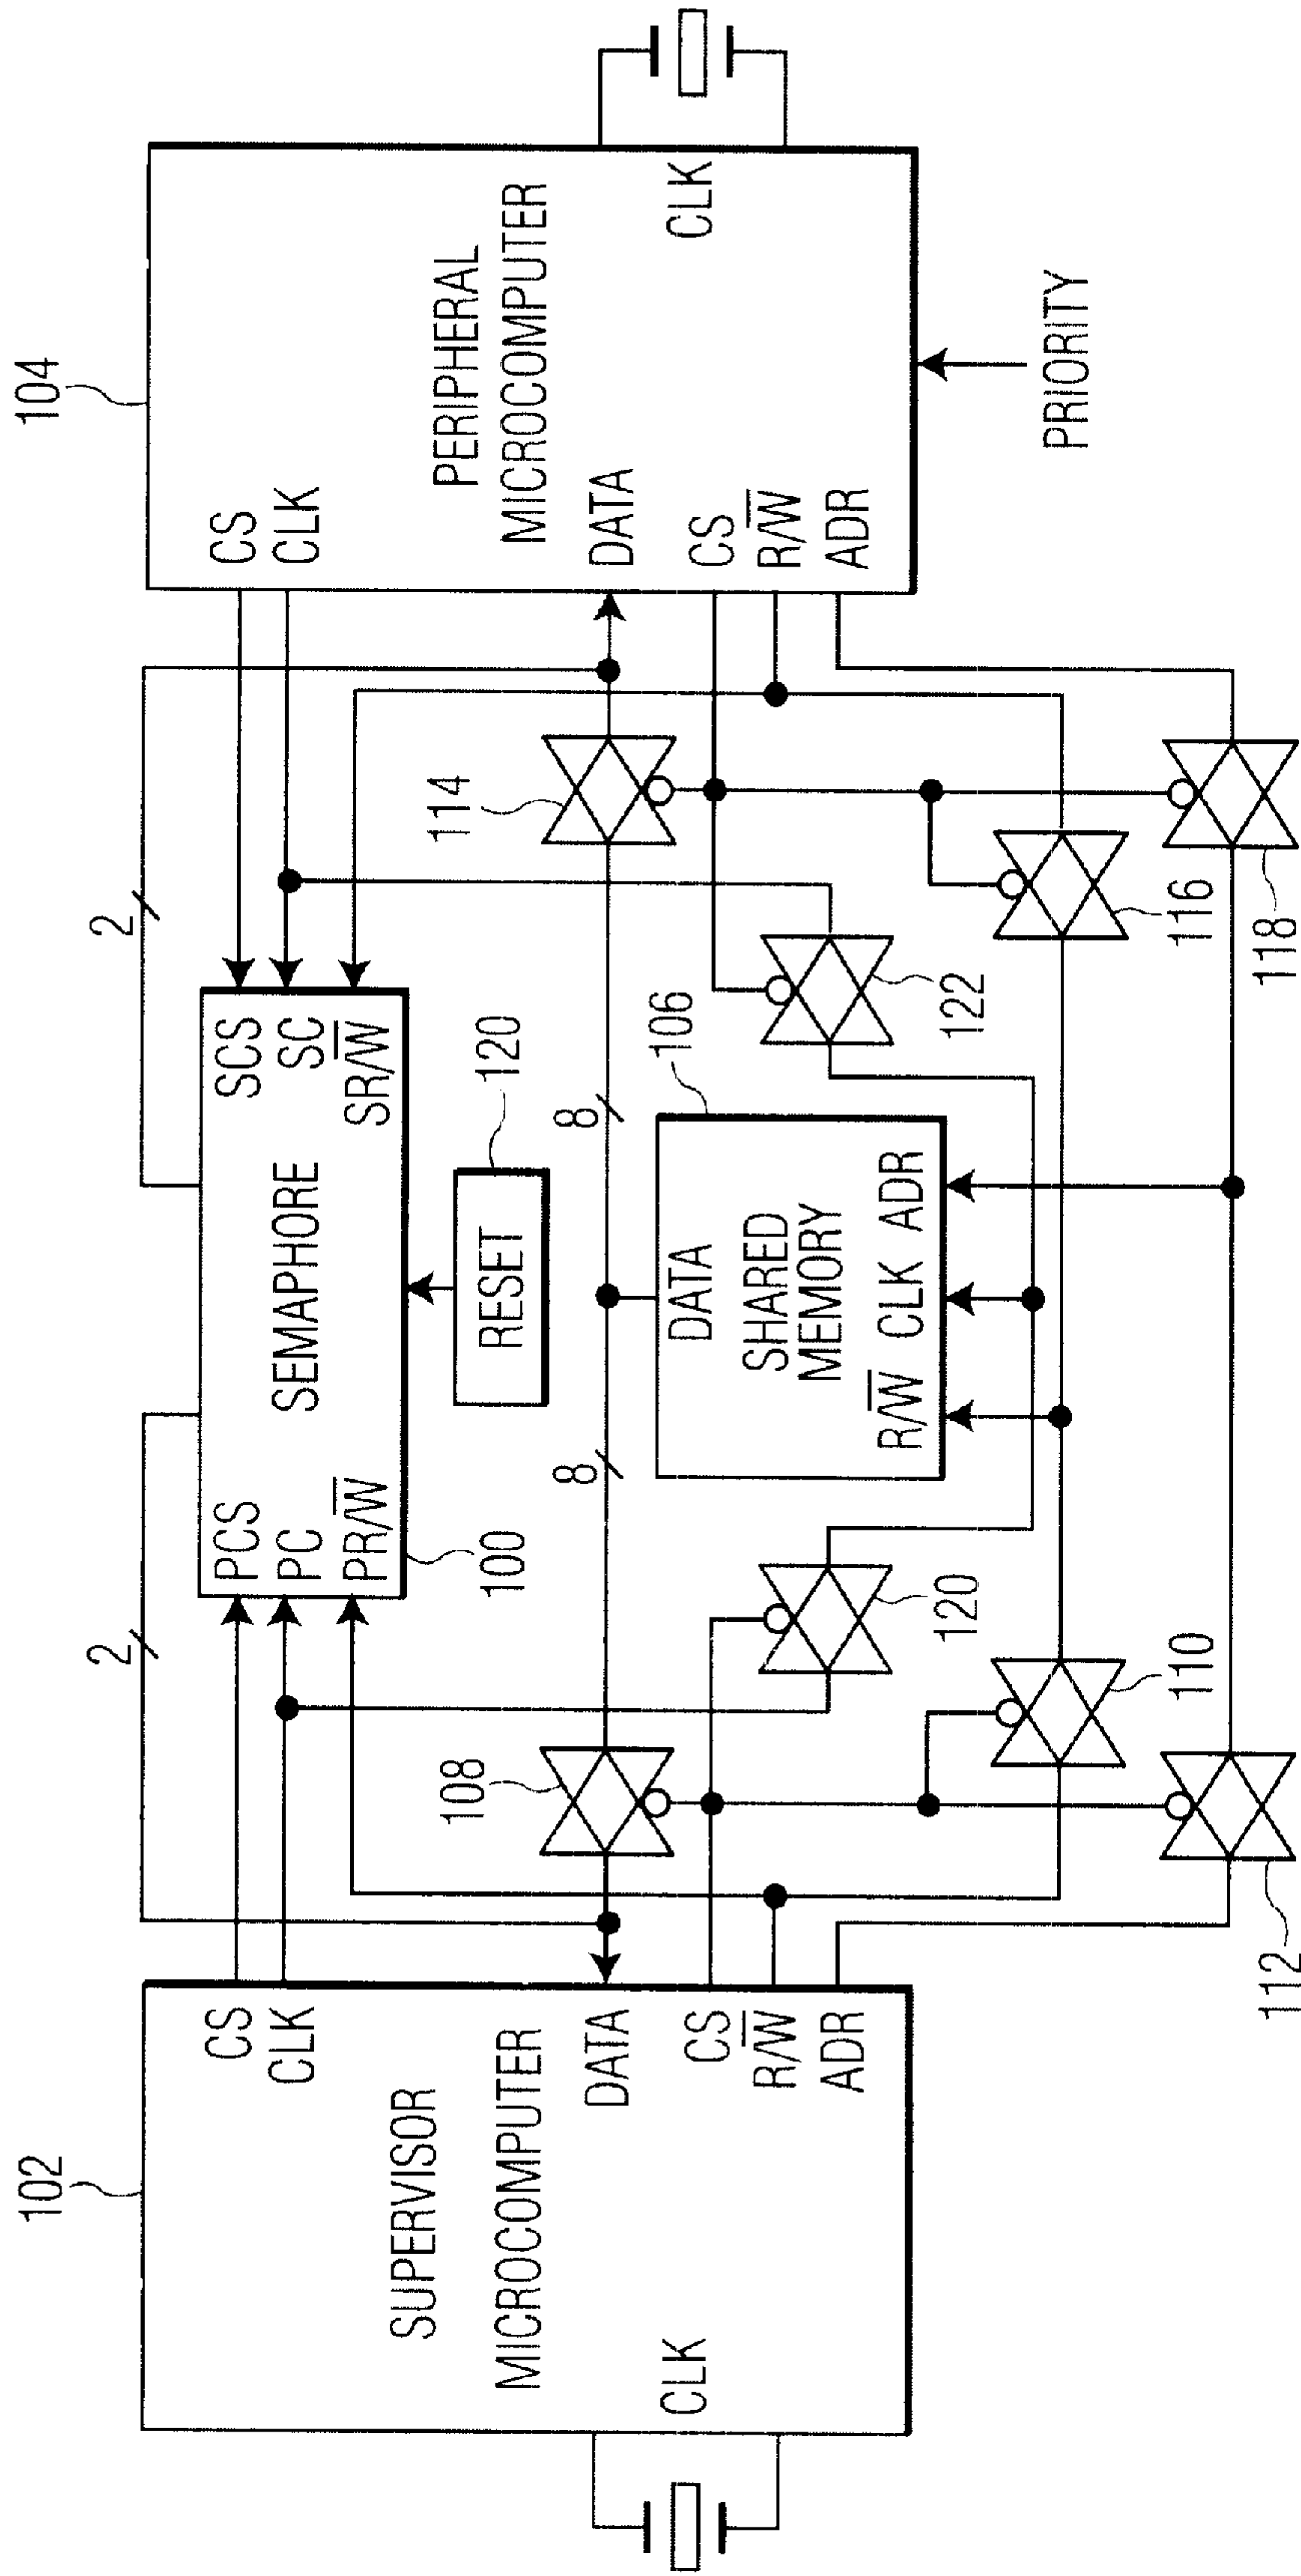 102
SUPERVISOR
MICROCOMPUTER
CLK
CS
CLK
DATA
CS
R/W̅
ADR
2
PCS
PC
PR/W̅
SEMAPHORE
SCS
SC
SR/W̅
100
RESET
120
2
104
CS
CLK
PERIPHERAL
MICROCOMPUTER
DATA
CS
R/W̅
ADR
CLK
PRIORITY
108
8
8
114
106
DATA
SHARED
MEMORY
R/W̅ CLK ADR
120
122
110
116
112
118